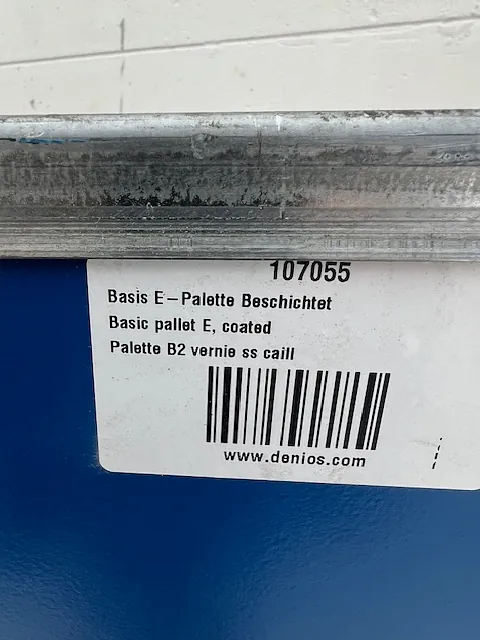 107055
Basis E-Palette Beschichtet
Basic pallet E, coated
Palette B2 vernie ss caill
www.denios.com